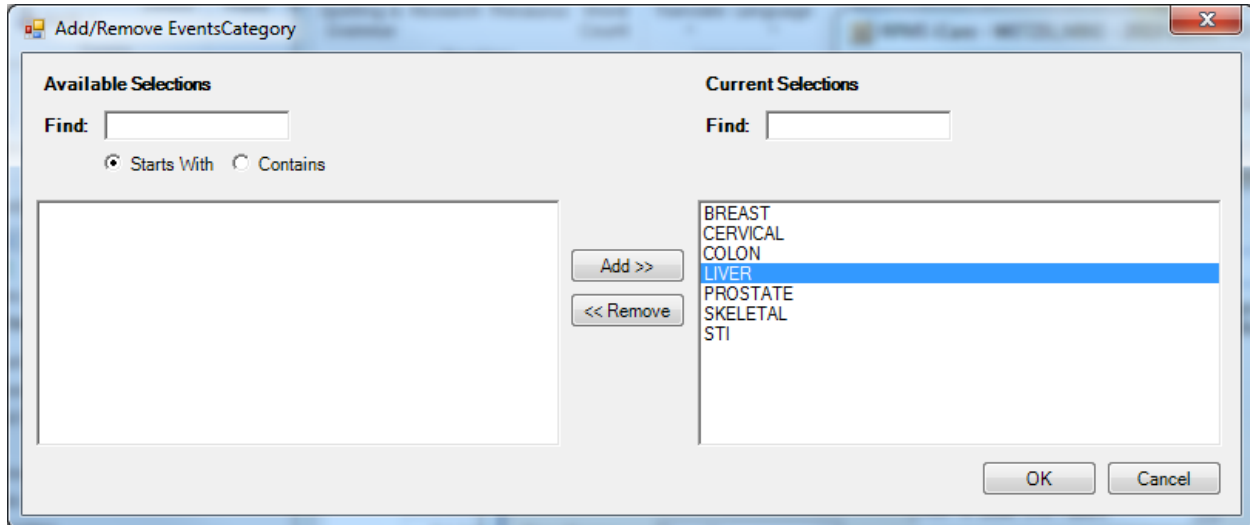 Add/Remove EventsCategory
Available Selections
Find:
Starts With Contains
Current Selections
Find:
Add >>
<< Remove
BREAST
CERVICAL
COLON
LIVER
PROSTATE
SKELETAL
STI
OK Cancel